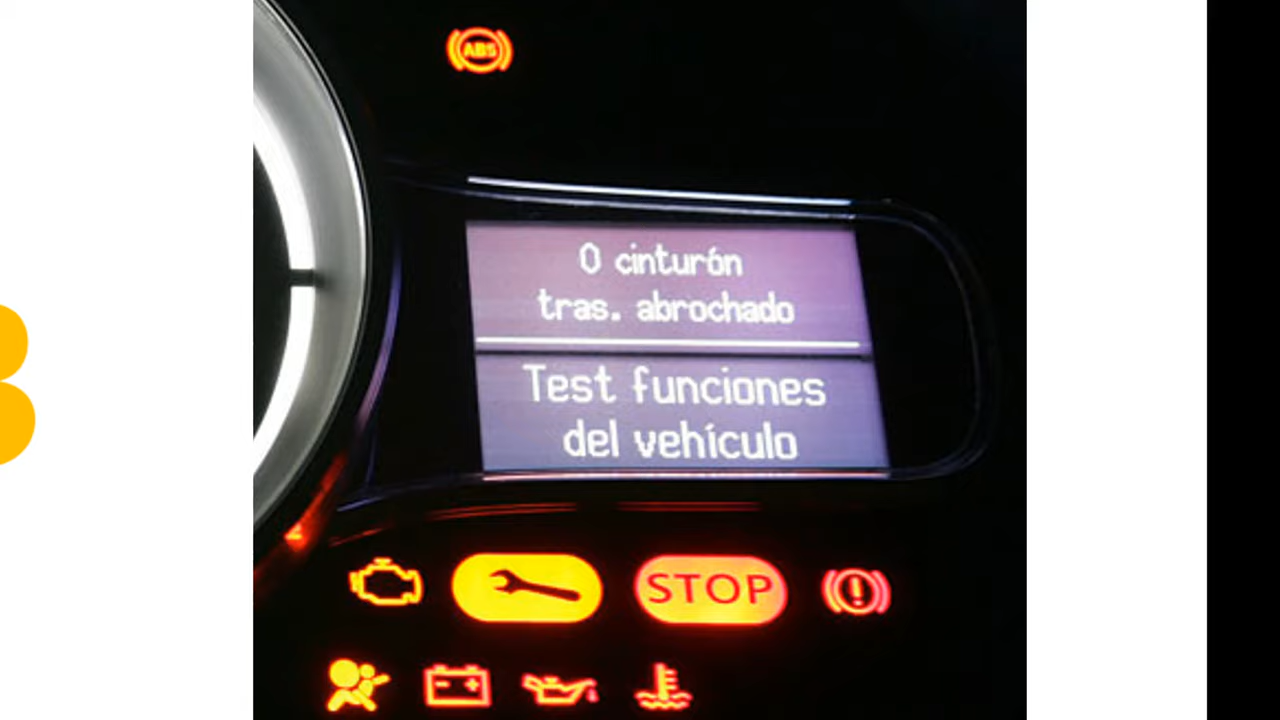 ABS
0 cinturón
tras. abrochado
Test funciones
del vehículo
STOP